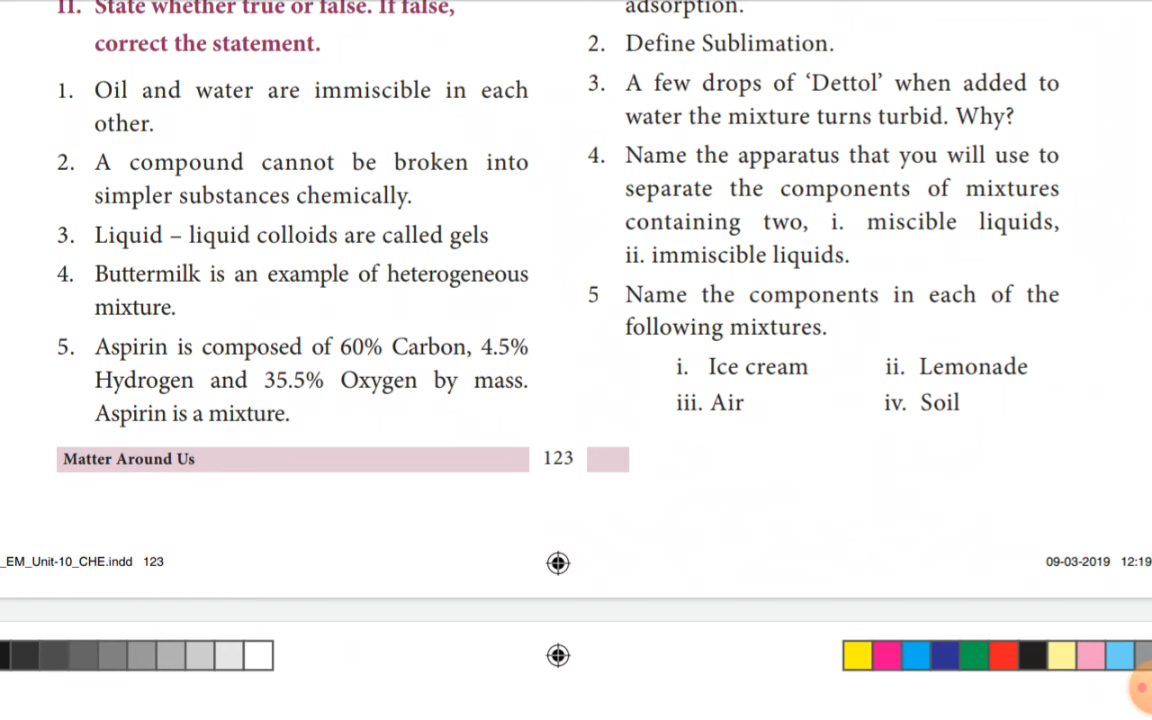 II. State whether true or false. If false,
correct the statement.
1. Oil and water are immiscible in each
other.
2. A compound cannot be broken into
simpler substances chemically.
3. Liquid – liquid colloids are called gels
4. Buttermilk is an example of heterogeneous
mixture.
5. Aspirin is composed of 60% Carbon, 4.5%
Hydrogen and 35.5% Oxygen by mass.
Aspirin is a mixture.
adsorption.
2. Define Sublimation.
3. A few drops of ‘Dettol’ when added to
water the mixture turns turbid. Why?
4. Name the apparatus that you will use to
separate the components of mixtures
containing two, i. miscible liquids,
ii. immiscible liquids.
5 Name the components in each of the
following mixtures.
i. Ice cream ii. Lemonade
iii. Air iv. Soil
Matter Around Us 123
_EM_Unit-10_CHE.indd 123 09-03-2019 12:19